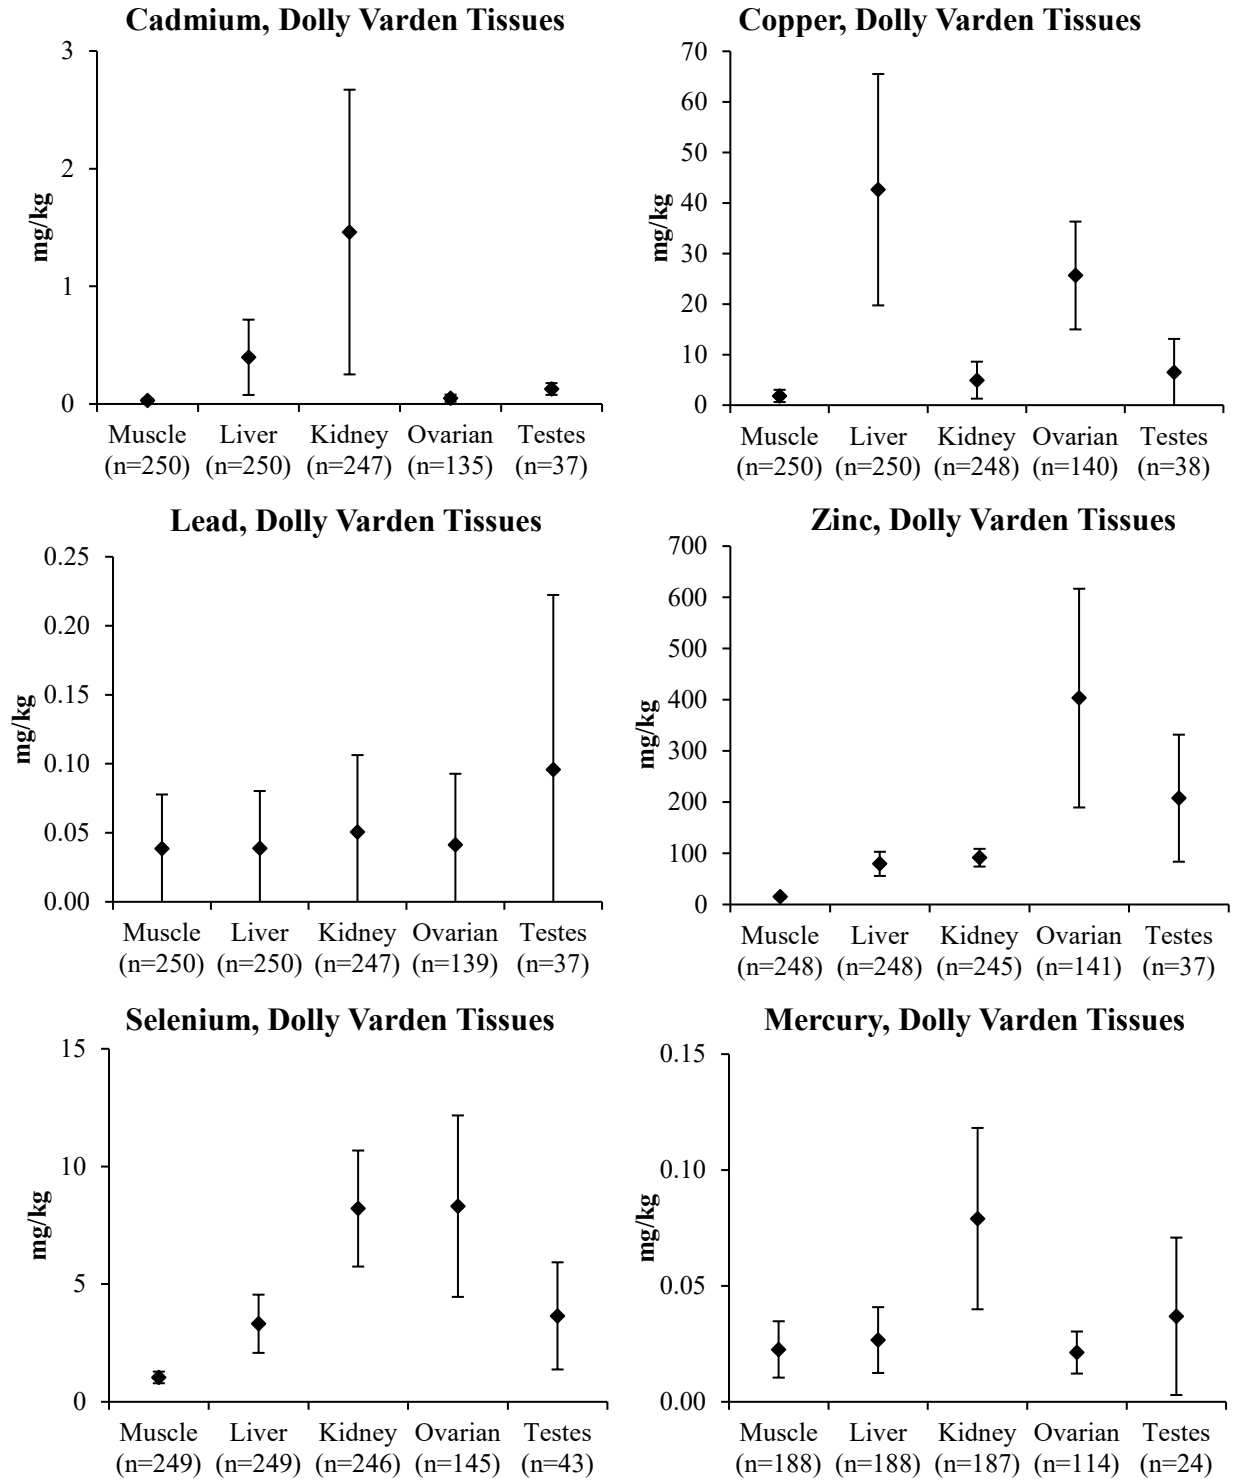 Cadmium, Dolly Varden Tissues
3
2
1
0
mg/kg
Muscle Liver Kidney Ovarian Testes
(n=250) (n=250) (n=247) (n=135) (n=37)
Copper, Dolly Varden Tissues
70
60
50
40
30
20
10
0
mg/kg
Muscle Liver Kidney Ovarian Testes
(n=250) (n=250) (n=248) (n=140) (n=38)
Lead, Dolly Varden Tissues
0.25
0.20
0.15
0.10
0.05
0.00
mg/kg
Muscle Liver Kidney Ovarian Testes
(n=250) (n=250) (n=247) (n=139) (n=37)
Zinc, Dolly Varden Tissues
700
600
500
400
300
200
100
0
mg/kg
Muscle Liver Kidney Ovarian Testes
(n=248) (n=248) (n=245) (n=141) (n=37)
Selenium, Dolly Varden Tissues
15
10
5
0
mg/kg
Muscle Liver Kidney Ovarian Testes
(n=249) (n=249) (n=246) (n=145) (n=43)
Mercury, Dolly Varden Tissues
0.15
0.10
0.05
0.00
mg/kg
Muscle Liver Kidney Ovarian Testes
(n=188) (n=188) (n=187) (n=114) (n=24)